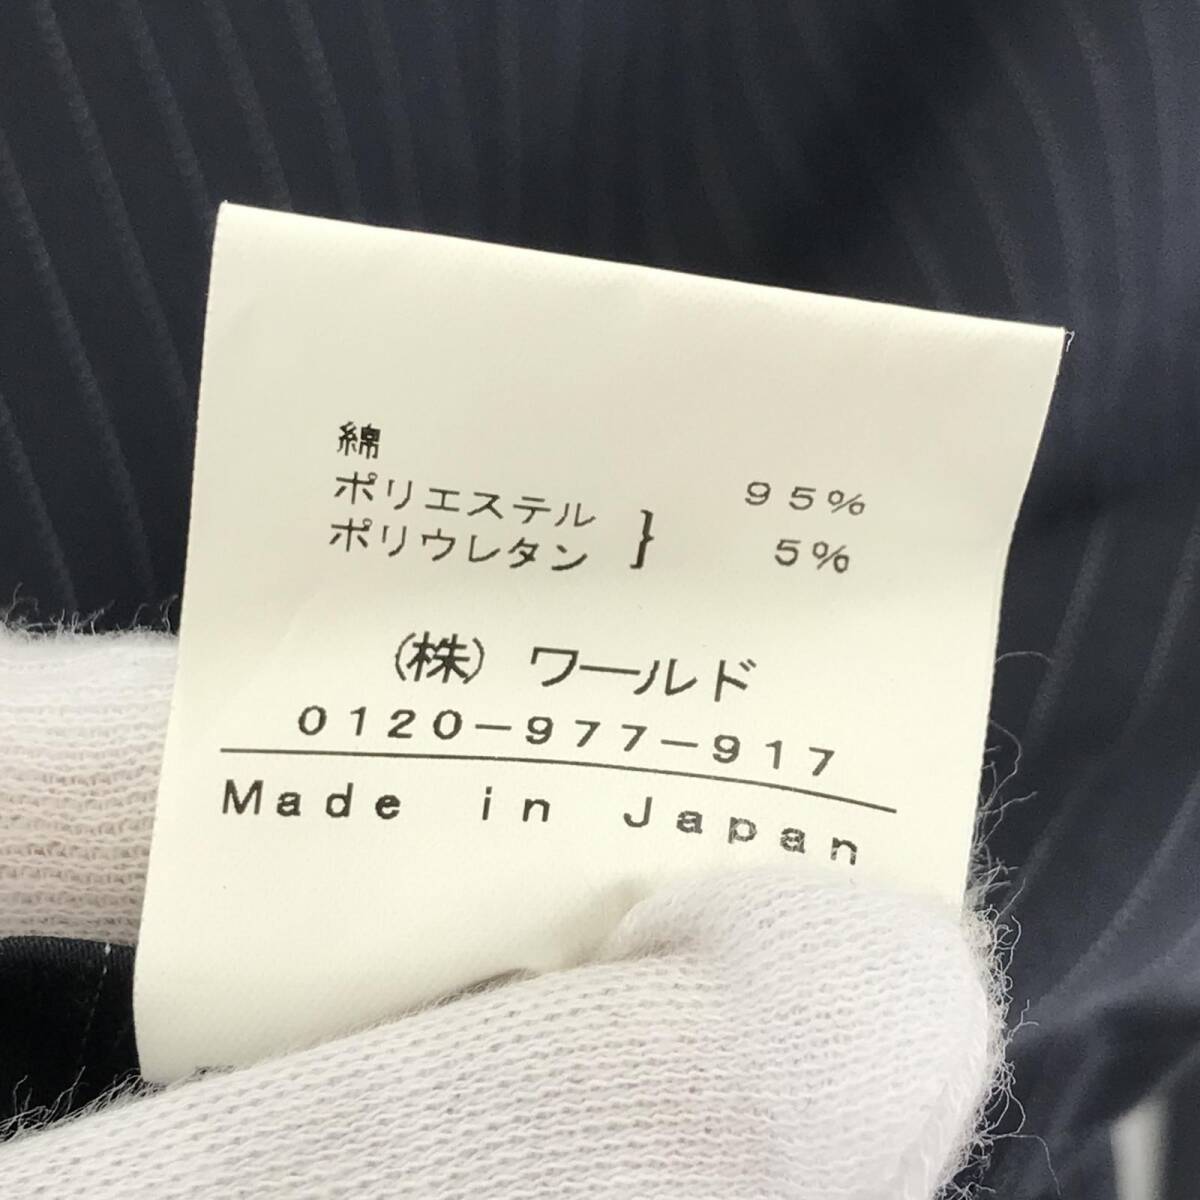 綿 95%
ポリエステル
ポリウレタン } 5%
(株) ワールド
0120-977-917
Made in Japan